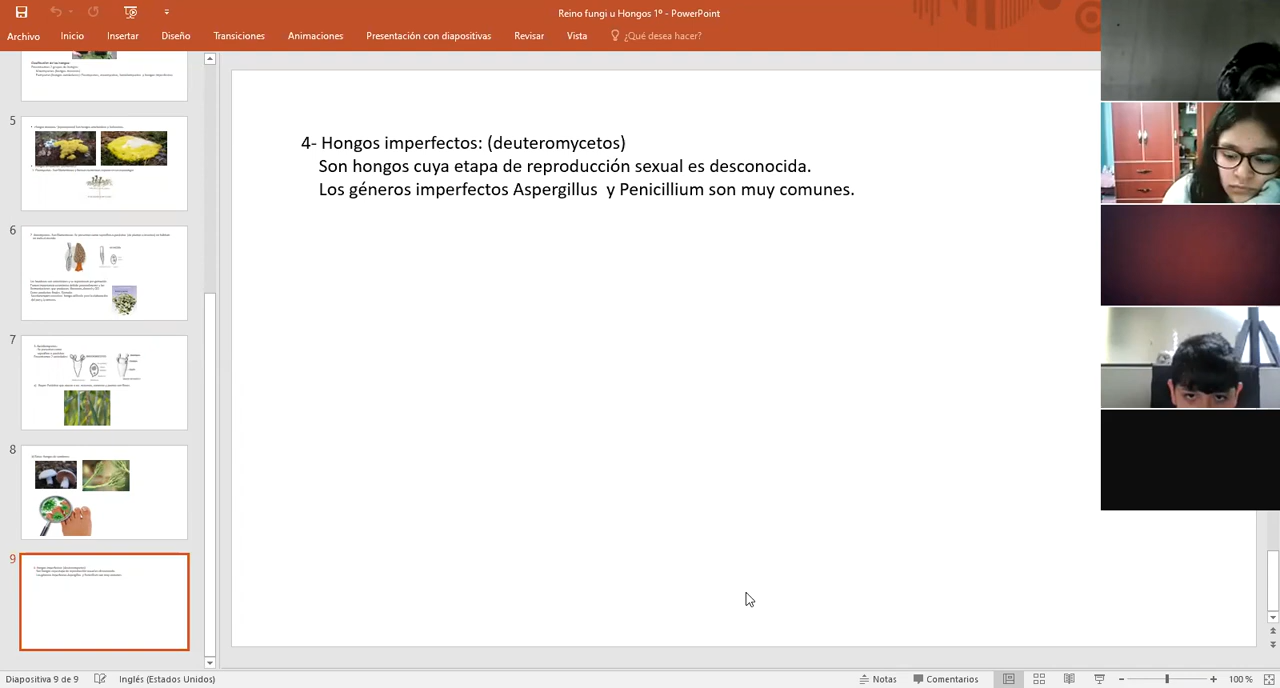 Reino fungi u Hongos 1º - PowerPoint
Archivo Inicio Insertar Diseño Transiciones Animaciones Presentación con diapositivas Revisar Vista ¿Qué desea hacer?
5
6
7
8
9
4- Hongos imperfectos: (deuteromycetos)
Son hongos cuya etapa de reproducción sexual es desconocida.
Los géneros imperfectos Aspergillus y Penicillium son muy comunes.
Diapositiva 9 de 9 Inglés (Estados Unidos) Notas Comentarios 100 %